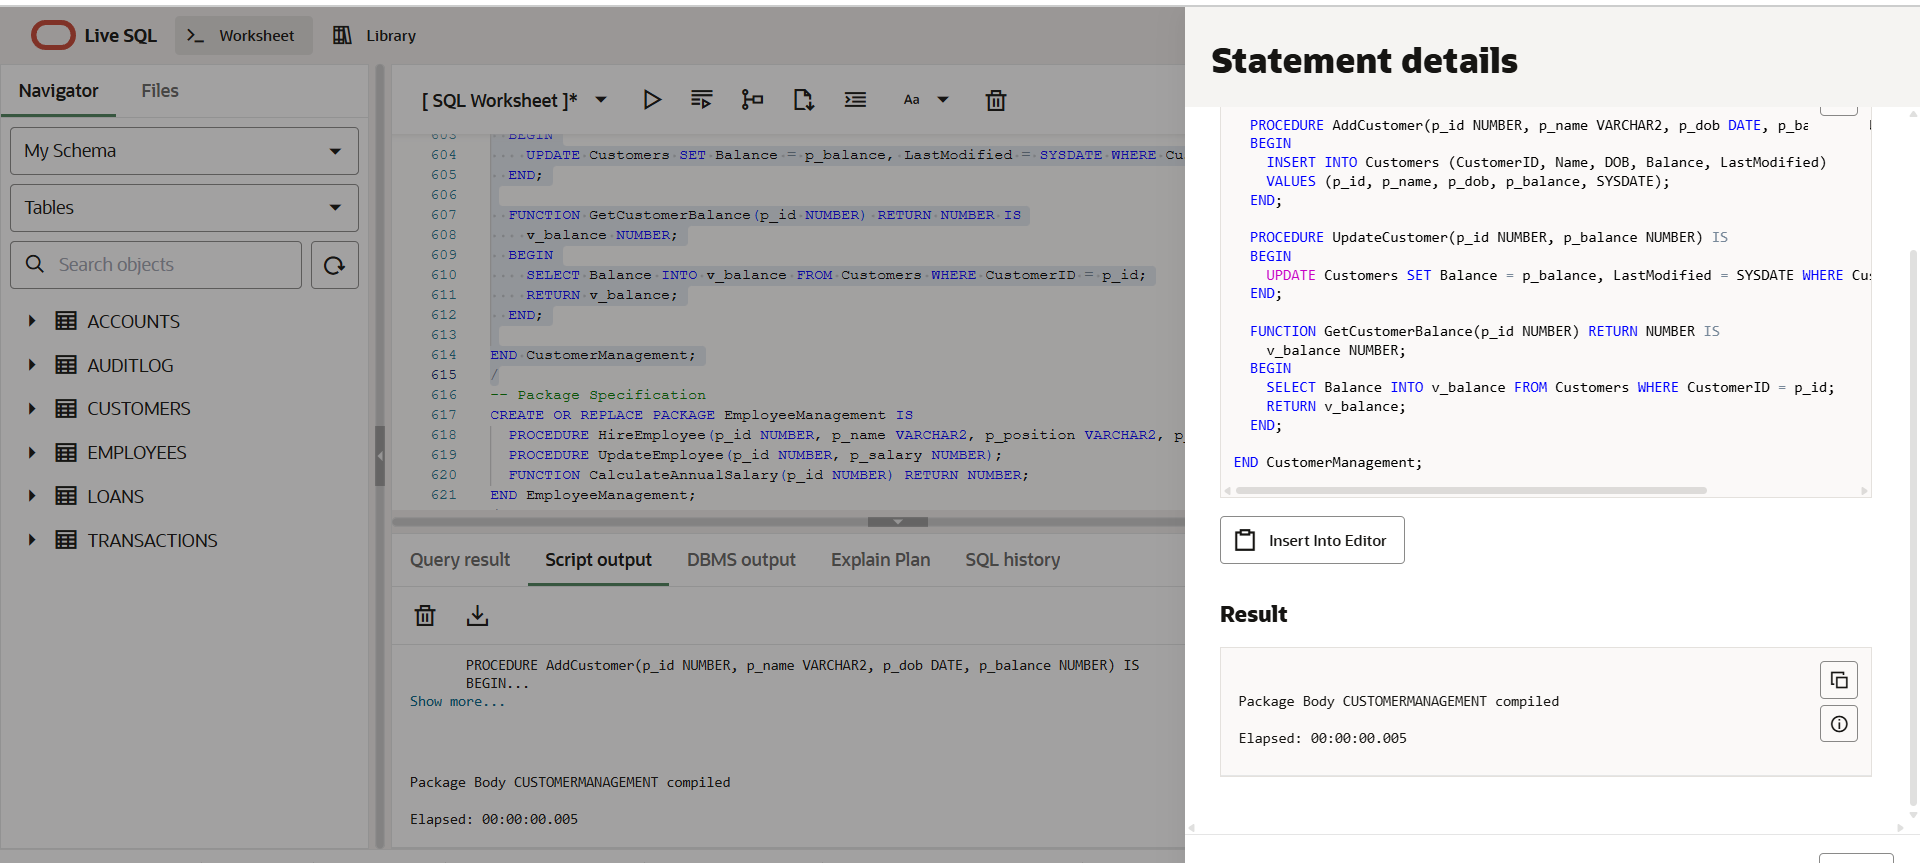 Live SQL
Worksheet
Library
Navigator
Files
My Schema
Tables
Search objects
ACCOUNTS
AUDITLOG
CUSTOMERS
EMPLOYEES
LOANS
TRANSACTIONS
[ SQL Worksheet ]*
Aa
603 BEGIN
604 UPDATE Customers SET Balance = p_balance, LastModified = SYSDATE WHERE Cu
605 END;
606
607 FUNCTION GetCustomerBalance(p_id NUMBER) RETURN NUMBER IS
608 v_balance NUMBER;
609 BEGIN
610 SELECT Balance INTO v_balance FROM Customers WHERE CustomerID = p_id;
611 RETURN v_balance;
612 END;
613
614 END CustomerManagement;
615 /
616 -- Package Specification
617 CREATE OR REPLACE PACKAGE EmployeeManagement IS
618 PROCEDURE HireEmployee(p_id NUMBER, p_name VARCHAR2, p_position VARCHAR2, p_
619 PROCEDURE UpdateEmployee(p_id NUMBER, p_salary NUMBER);
620 FUNCTION CalculateAnnualSalary(p_id NUMBER) RETURN NUMBER;
621 END EmployeeManagement;
Query result
Script output
DBMS output
Explain Plan
SQL history
PROCEDURE AddCustomer(p_id NUMBER, p_name VARCHAR2, p_dob DATE, p_balance NUMBER) IS
BEGIN...
Show more...
Package Body CUSTOMERMANAGEMENT compiled
Elapsed: 00:00:00.005
Statement details
PROCEDURE AddCustomer(p_id NUMBER, p_name VARCHAR2, p_dob DATE, p_ba
BEGIN
INSERT INTO Customers (CustomerID, Name, DOB, Balance, LastModified)
VALUES (p_id, p_name, p_dob, p_balance, SYSDATE);
END;
PROCEDURE UpdateCustomer(p_id NUMBER, p_balance NUMBER) IS
BEGIN
UPDATE Customers SET Balance = p_balance, LastModified = SYSDATE WHERE Cus
END;
FUNCTION GetCustomerBalance(p_id NUMBER) RETURN NUMBER IS
v_balance NUMBER;
BEGIN
SELECT Balance INTO v_balance FROM Customers WHERE CustomerID = p_id;
RETURN v_balance;
END;
END CustomerManagement;
Insert Into Editor
Result
Package Body CUSTOMERMANAGEMENT compiled
Elapsed: 00:00:00.005